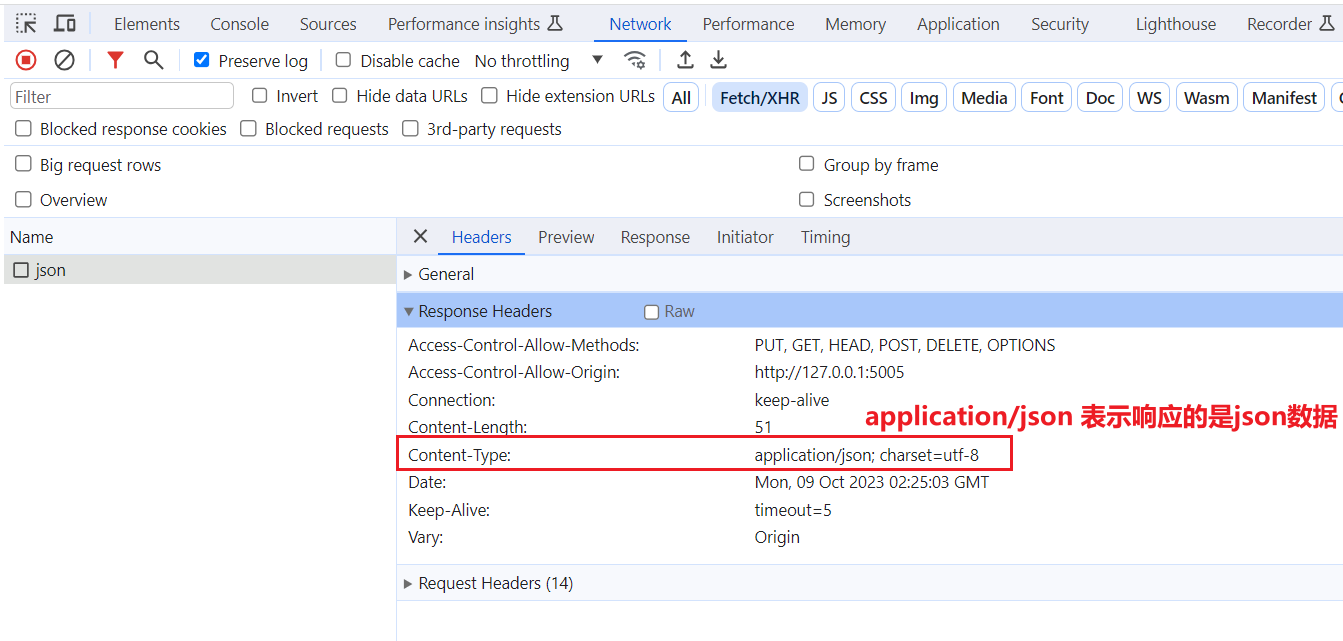 Elements Console Sources Performance insights Network Performance Memory Application Security Lighthouse Recorder
Preserve log Disable cache No throttling
Filter Invert Hide data URLs Hide extension URLs All Fetch/XHR JS CSS Img Media Font Doc WS Wasm Manifest
Blocked response cookies Blocked requests 3rd-party requests
Big request rows Group by frame
Overview Screenshots
Name Headers Preview Response Initiator Timing
json
General
Response Headers Raw
Access-Control-Allow-Methods: PUT, GET, HEAD, POST, DELETE, OPTIONS
Access-Control-Allow-Origin: http://127.0.0.1:5005
Connection: keep-alive
application/json 表示响应的是json数据
Content-Length: 51
Content-Type: application/json; charset=utf-8
Date: Mon, 09 Oct 2023 02:25:03 GMT
Keep-Alive: timeout=5
Vary: Origin
Request Headers (14)